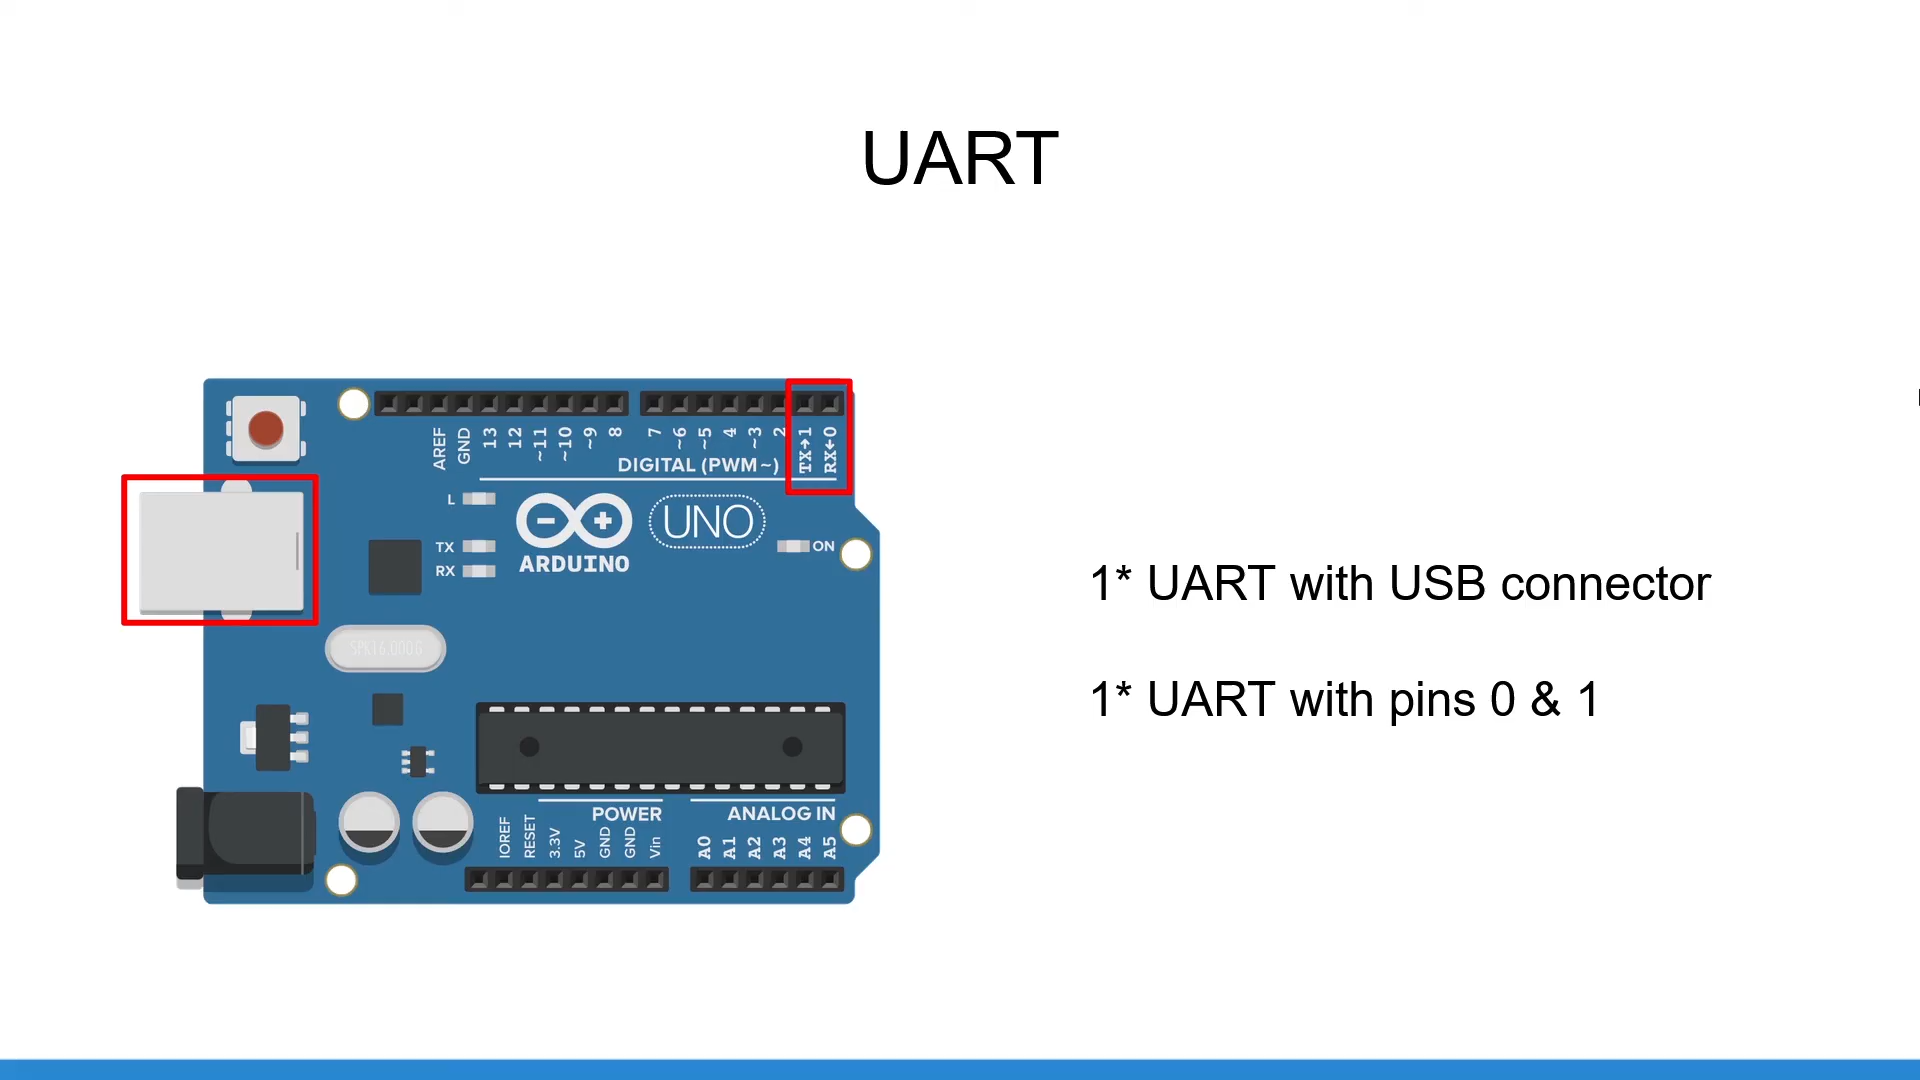 UART
AREF
GND
13
12
~11
~10
~9
8
7
~6
~5
4
~3
2
TX→1
RX←0
DIGITAL (PWM~)
L
TX
RX
ARDUINO
UNO
ON
1* UART with USB connector
SPK16.000G
1* UART with pins 0 & 1
POWER
ANALOG IN
IOREF
RESET
3.3V
5V
GND
GND
Vin
A0
A1
A2
A3
A4
A5